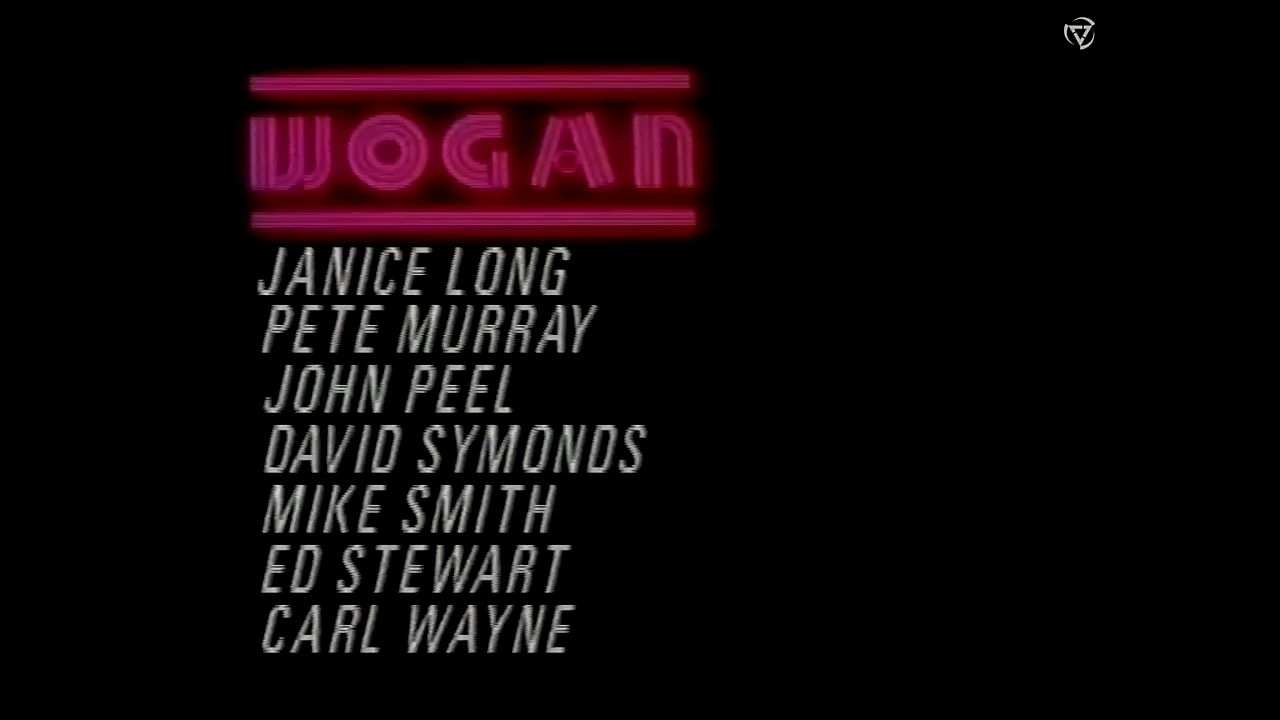 WOGAN
JANICE LONG
PETE MURRAY
JOHN PEEL
DAVID SYMONDS
MIKE SMITH
ED STEWART
CARL WAYNE